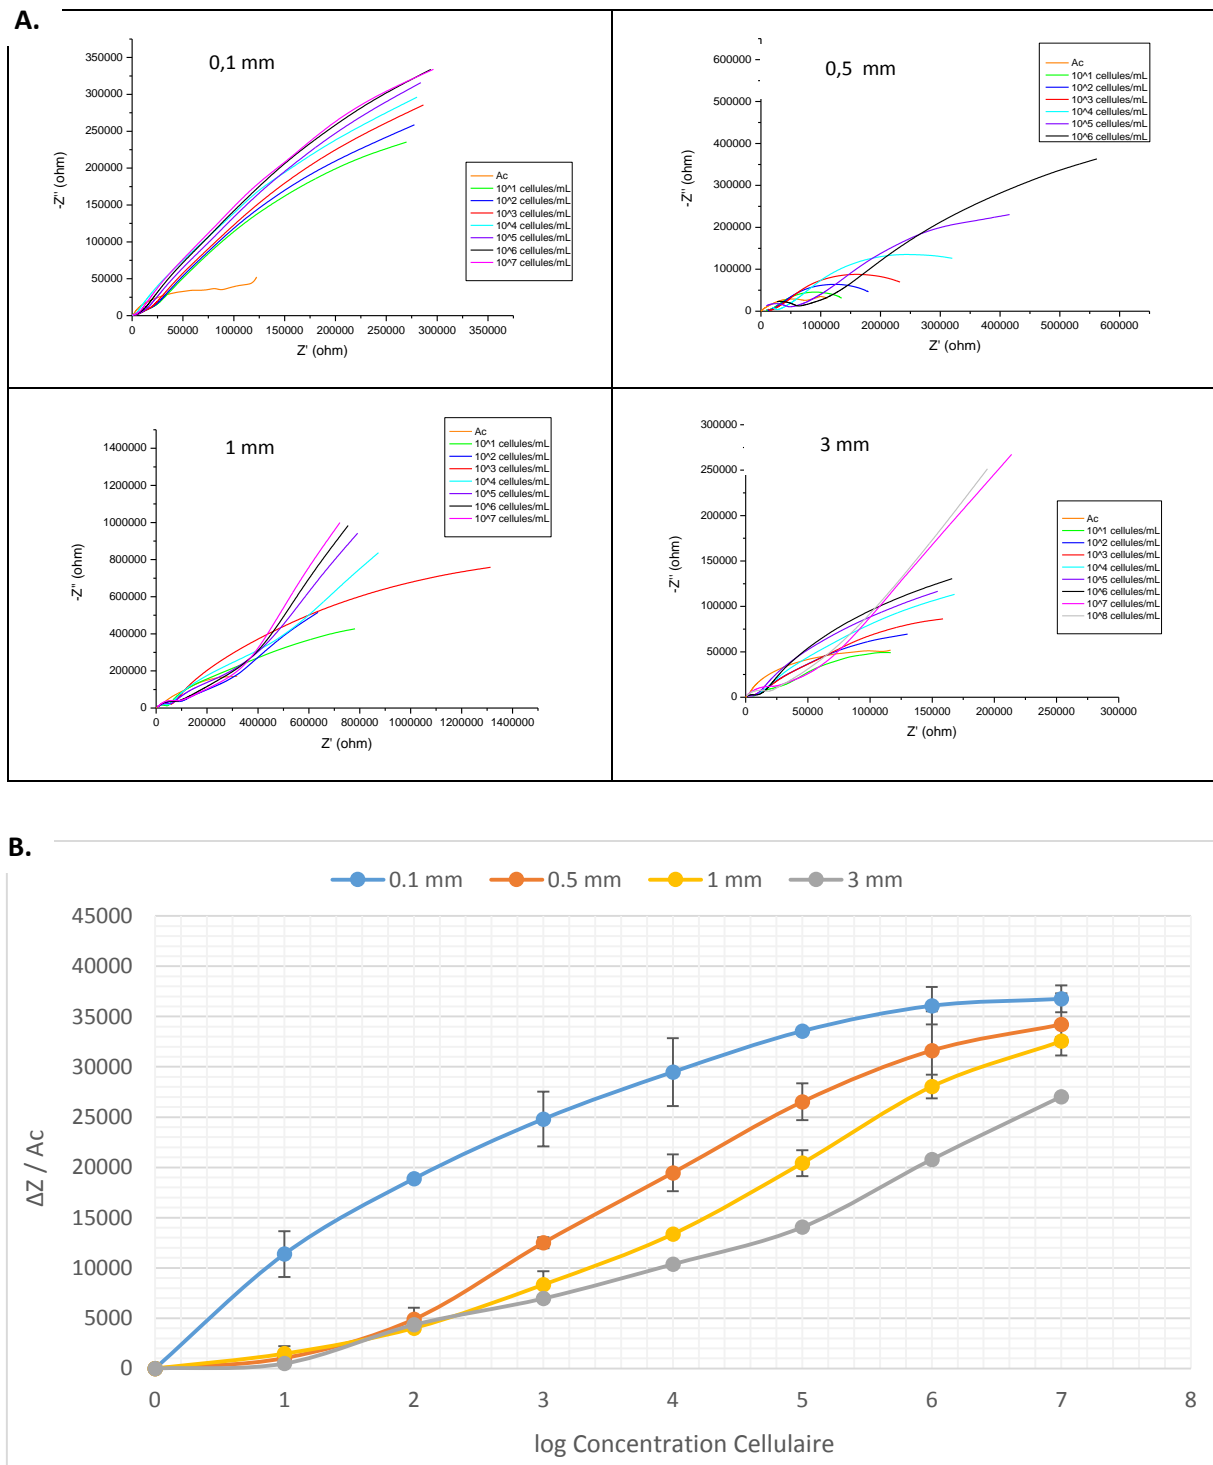 A.
0,1 mm
350000
300000
250000
200000
150000
100000
50000
0
-Z'' (ohm)
0 50000 100000 150000 200000 250000 300000 350000
Z' (ohm)
Ac
10^1 cellules/mL
10^2 cellules/mL
10^3 cellules/mL
10^4 cellules/mL
10^5 cellules/mL
10^6 cellules/mL
10^7 cellules/mL
0,5 mm
600000
500000
400000
300000
200000
100000
0
-Z'' (ohm)
0 100000 200000 300000 400000 500000 600000
Z' (ohm)
Ac
10^1 cellules/mL
10^2 cellules/mL
10^3 cellules/mL
10^4 cellules/mL
10^5 cellules/mL
10^6 cellules/mL
1 mm
1400000
1200000
1000000
800000
600000
400000
200000
0
-Z'' (ohm)
0 200000 400000 600000 800000 1000000 1200000 1400000
Z' (ohm)
Ac
10^1 cellules/mL
10^2 cellules/mL
10^3 cellules/mL
10^4 cellules/mL
10^5 cellules/mL
10^6 cellules/mL
10^7 cellules/mL
3 mm
300000
250000
200000
150000
100000
50000
0
-Z'' (ohm)
0 50000 100000 150000 200000 250000 300000
Z' (ohm)
Ac
10^1 cellules/mL
10^2 cellules/mL
10^3 cellules/mL
10^4 cellules/mL
10^5 cellules/mL
10^6 cellules/mL
10^7 cellules/mL
10^8 cellules/mL
B.
0.1 mm 0.5 mm 1 mm 3 mm
45000
40000
35000
30000
25000
20000
15000
10000
5000
0
ΔZ / Ac
0 1 2 3 4 5 6 7 8
log Concentration Cellulaire